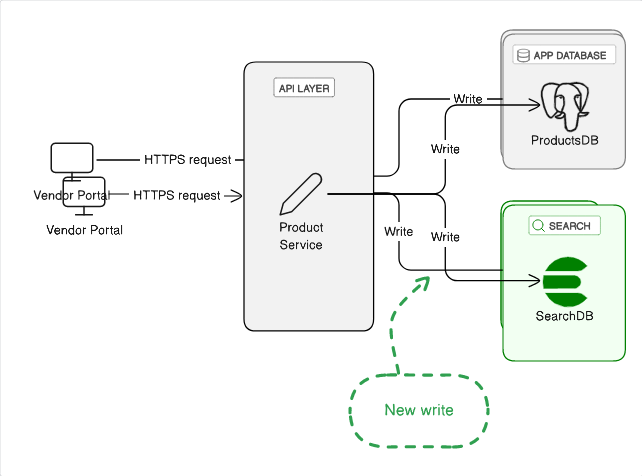 APP DATABASE
API LAYER
Write
ProductsDB
HTTPS request
Write
Vendor Portal
HTTPS request
Vendor Portal
Product
Service
Write
Write
SEARCH
SearchDB
New write